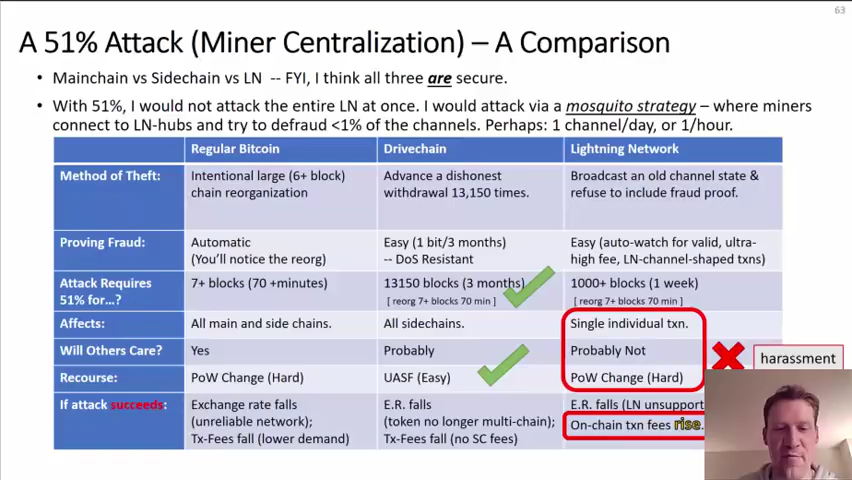 63
A 51% Attack (Miner Centralization) – A Comparison
• Mainchain vs Sidechain vs LN -- FYI, I think all three are secure.
• With 51%, I would not attack the entire LN at once. I would attack via a mosquito strategy – where miners
connect to LN-hubs and try to defraud <1% of the channels. Perhaps: 1 channel/day, or 1/hour.
Regular Bitcoin
Drivechain
Lightning Network
Method of Theft:
Intentional large (6+ block)
chain reorganization
Advance a dishonest
withdrawal 13,150 times.
Broadcast an old channel state &
refuse to include fraud proof.
Proving Fraud:
Automatic
(You'll notice the reorg)
Easy (1 bit/3 months)
-- DoS Resistant
Easy (auto-watch for valid, ultra-
high fee, LN-channel-shaped txns)
Attack Requires
51% for…?
7+ blocks (70 +minutes)
13150 blocks (3 months)
[ reorg 7+ blocks 70 min ]
1000+ blocks (1 week)
[ reorg 7+ blocks 70 min ]
Affects:
All main and side chains.
All sidechains.
Single individual txn.
Will Others Care?
Yes
Probably
Probably Not
Recourse:
PoW Change (Hard)
UASF (Easy)
PoW Change (Hard)
harassment
If attack succeeds:
Exchange rate falls
(unreliable network);
Tx-Fees fall (lower demand)
E.R. falls
(token no longer multi-chain);
Tx-Fees fall (no SC fees)
E.R. falls (LN unsupport
On-chain txn fees rise.